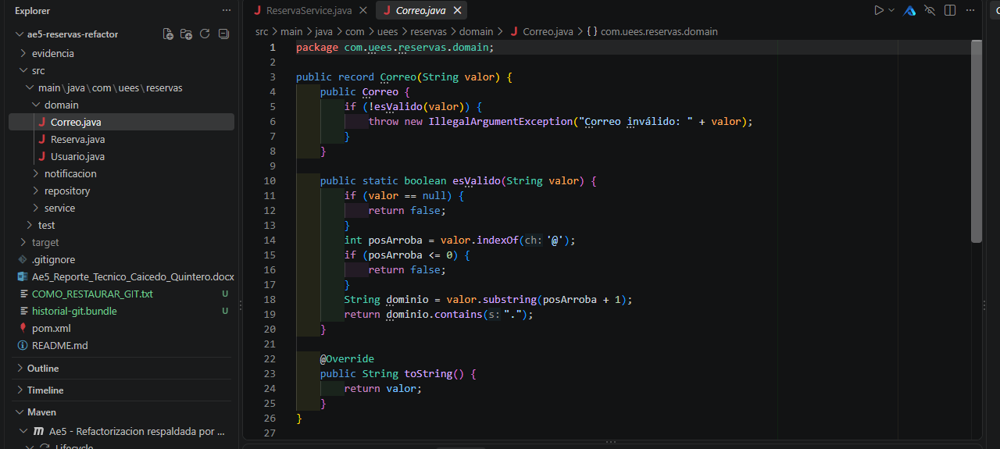 Explorer
ae5-reservas-refactor
evidencia
src
main\java\com\uees\reservas
domain
Correo.java
Reserva.java
Usuario.java
notificacion
repository
service
test
target
.gitignore
Ae5_Reporte_Tecnico_Caicedo_Quintero.docx
COMO_RESTAURAR_GIT.txt U
historial-git.bundle U
pom.xml
README.md
Outline
Timeline
Maven
Ae5 - Refactorizacion respaldada por ...
Lifecycle
ReservaService.java
Correo.java
src > main > java > com > uees > reservas > domain > Correo.java > {} com.uees.reservas.domain
1 package com.uees.reservas.domain;
2
3 public record Correo(String valor) {
4 public Correo {
5 if (!esValido(valor)) {
6 throw new IllegalArgumentException("Correo inválido: " + valor);
7 }
8 }
9
10 public static boolean esValido(String valor) {
11 if (valor == null) {
12 return false;
13 }
14 int posArroba = valor.indexOf(ch: '@');
15 if (posArroba <= 0) {
16 return false;
17 }
18 String dominio = valor.substring(posArroba + 1);
19 return dominio.contains(s: ".");
20 }
21
22 @Override
23 public String toString() {
24 return valor;
25 }
26 }
27